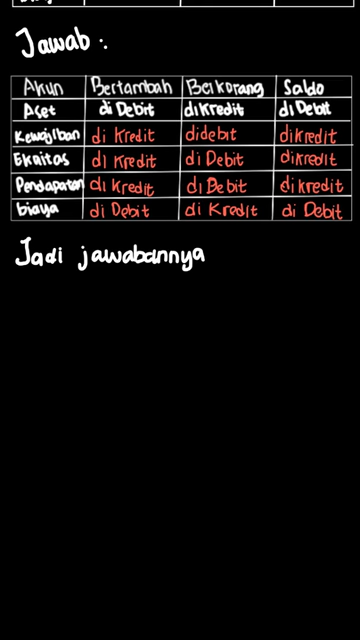 Jawab :
Akun Bertambah Berkurang Saldo
Aset di Debit dikredit di Debit
Kewajiban di Kredit didebit dikredit
Ekuitas di Kredit di Debit dikredit
Pendapatan di Kredit di Debit dikredit
biaya di Debit di Kredit di Debit
Jadi jawabannya